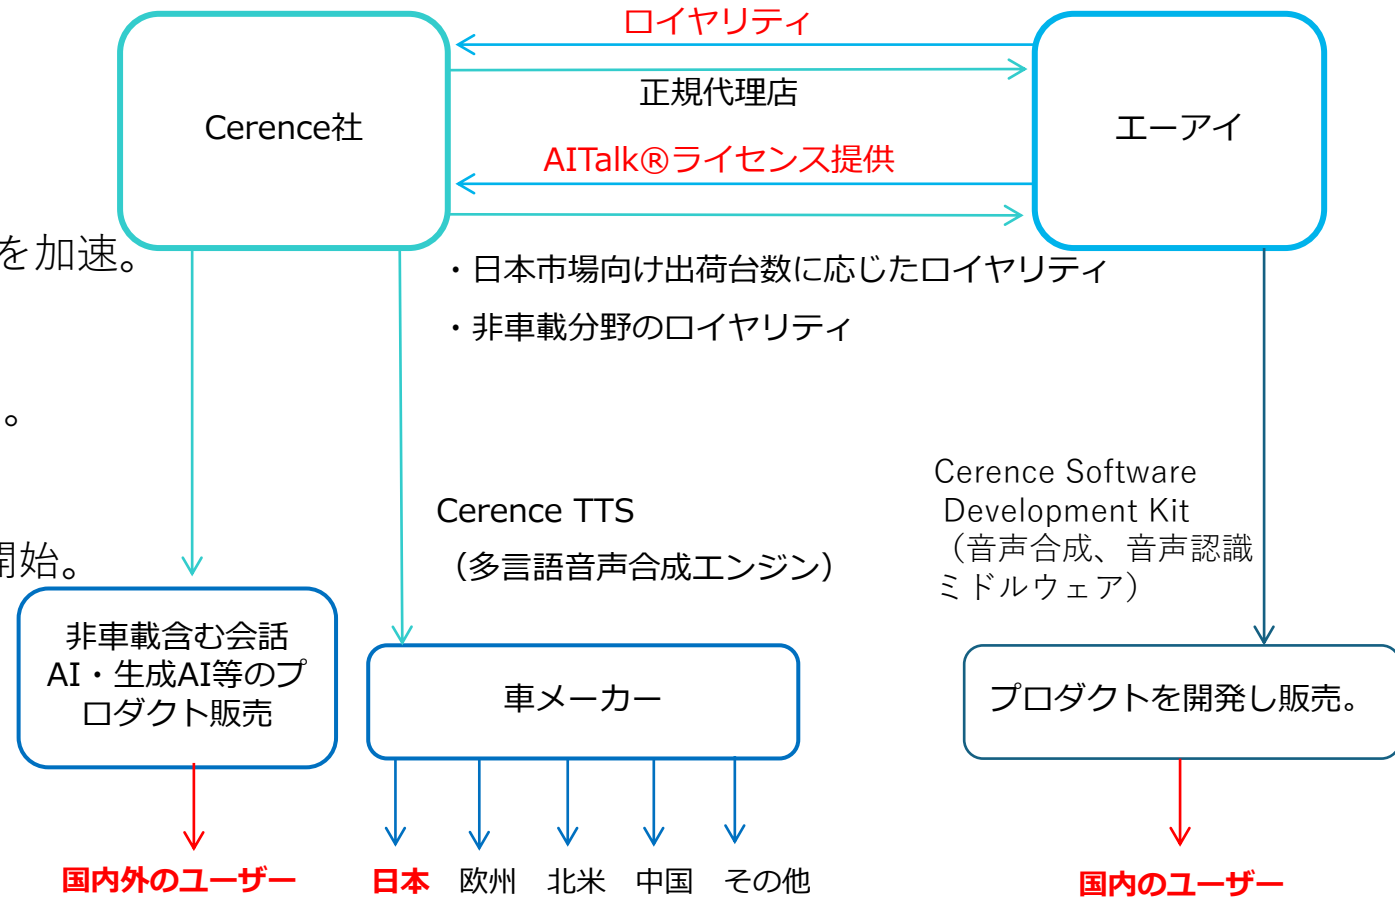 ロイヤリティ
正規代理店
Cerence社
エーアイ
AITalk®ライセンス提供
を加速。
・日本市場向け出荷台数に応じたロイヤリティ
・非車載分野のロイヤリティ
。
Cerence Software
Development Kit
（音声合成、音声認識
ミドルウェア）
Cerence TTS
（多言語音声合成エンジン）
開始。
非車載含む会話
AI・生成AI等のプ
ロダクト販売
車メーカー
プロダクトを開発し販売。
国内外のユーザー
日本 欧州 北米 中国 その他
国内のユーザー